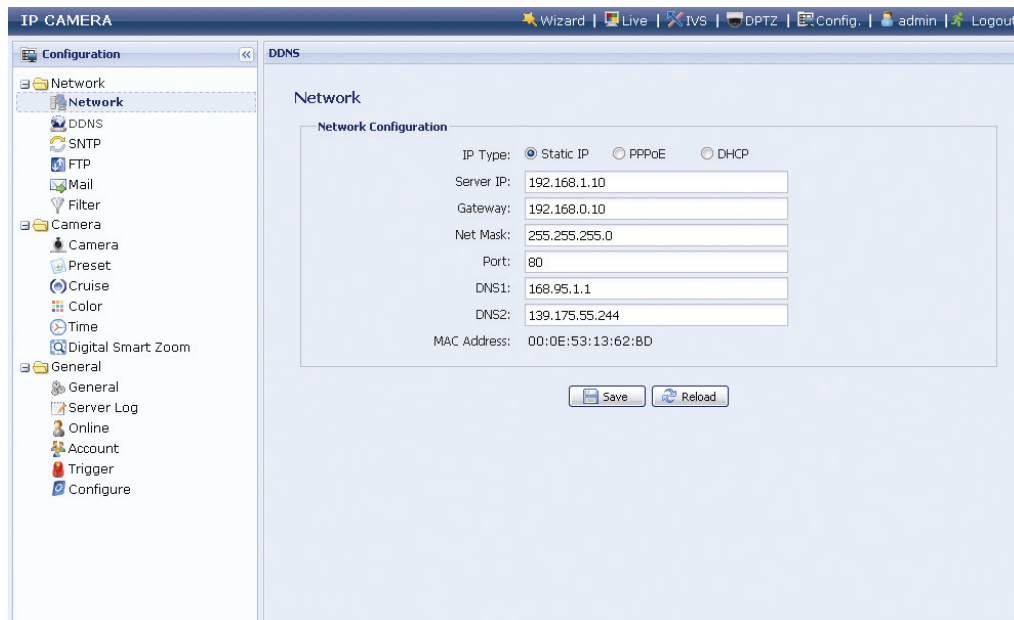 IP CAMERA
Wizard | Live | IVS | DPTZ | Config. | admin | Logout
Configuration
Network
Network
DDNS
SNTP
FTP
Mail
Filter
Camera
Camera
Preset
Cruise
Color
Time
Digital Smart Zoom
General
General
Server Log
Online
Account
Trigger
Configure
DDNS
Network
Network Configuration
IP Type: Static IP PPPoE DHCP
Server IP: 192.168.1.10
Gateway: 192.168.0.10
Net Mask: 255.255.255.0
Port: 80
DNS1: 168.95.1.1
DNS2: 139.175.55.244
MAC Address: 00:0E:53:13:62:BD
Save Reload